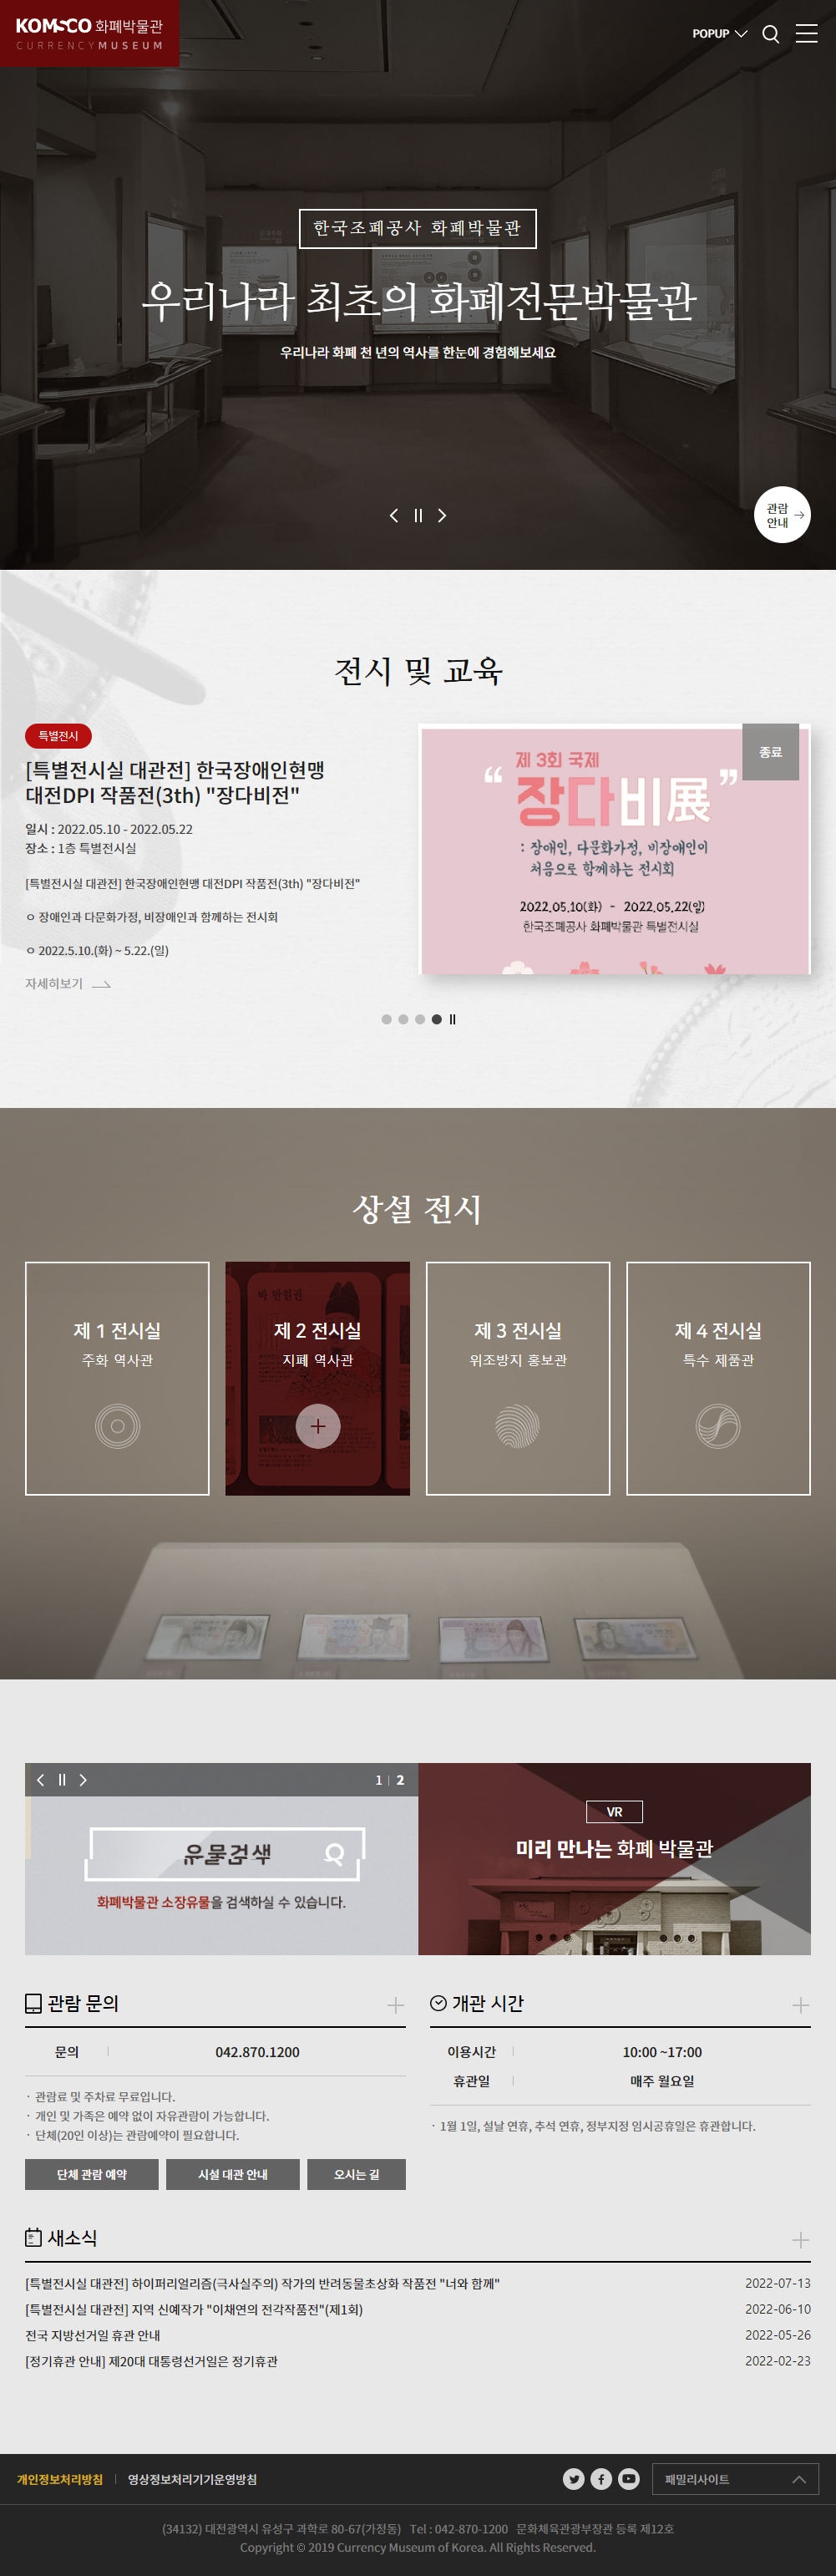 KOMSCO 화폐박물관
CURRENCY MUSEUM
POPUP
한국조폐공사 화폐박물관
우리나라 최초의 화폐전문박물관
우리나라 화폐 천 년의 역사를 한눈에 경험해보세요
관람
안내
전시 및 교육
특별전시
[특별전시실 대관전] 한국장애인현맹
대전DPI 작품전(3th) "장다비전"
일시 : 2022.05.10 - 2022.05.22
장소 : 1층 특별전시실
[특별전시실 대관전] 한국장애인현맹 대전DPI 작품전(3th) "장다비전"
ㅇ 장애인과 다문화가정, 비장애인과 함께하는 전시회
ㅇ 2022.5.10.(화) ~ 5.22.(일)
자세히보기
종료
제 3회 국제
“장다비展”
: 장애인, 다문화가정, 비장애인이
처음으로 함께하는 전시회
2022.05.10(화) - 2022.05.22(일)
한국조폐공사 화폐박물관 특별전시실
상설 전시
제 1 전시실
주화 역사관
마 만원권
제 2 전시실
지폐 역사관
제 3 전시실
위조방지 홍보관
제 4 전시실
특수 제품관
1 | 2
유물검색
화폐박물관 소장유물을 검색하실 수 있습니다.
VR
미리 만나는 화폐 박물관
관람 문의
문의 042.870.1200
· 관람료 및 주차료 무료입니다.
· 개인 및 가족은 예약 없이 자유관람이 가능합니다.
· 단체(20인 이상)는 관람예약이 필요합니다.
단체 관람 예약 시설 대관 안내 오시는 길
개관 시간
이용시간 10:00 ~17:00
휴관일 매주 월요일
· 1월 1일, 설날 연휴, 추석 연휴, 정부지정 임시공휴일은 휴관합니다.
새소식
[특별전시실 대관전] 하이퍼리얼리즘(극사실주의) 작가의 반려동물초상화 작품전 "너와 함께" 2022-07-13
[특별전시실 대관전] 지역 신예작가 "이채연의 전각작품전"(제1회) 2022-06-10
전국 지방선거일 휴관 안내 2022-05-26
[정기휴관 안내] 제20대 대통령선거일은 정기휴관 2022-02-23
개인정보처리방침 | 영상정보처리기기운영방침
패밀리사이트
(34132) 대전광역시 유성구 과학로 80-67(가정동) Tel : 042-870-1200 문화체육관광부장관 등록 제12호
Copyright © 2019 Currency Museum of Korea. All Rights Reserved.